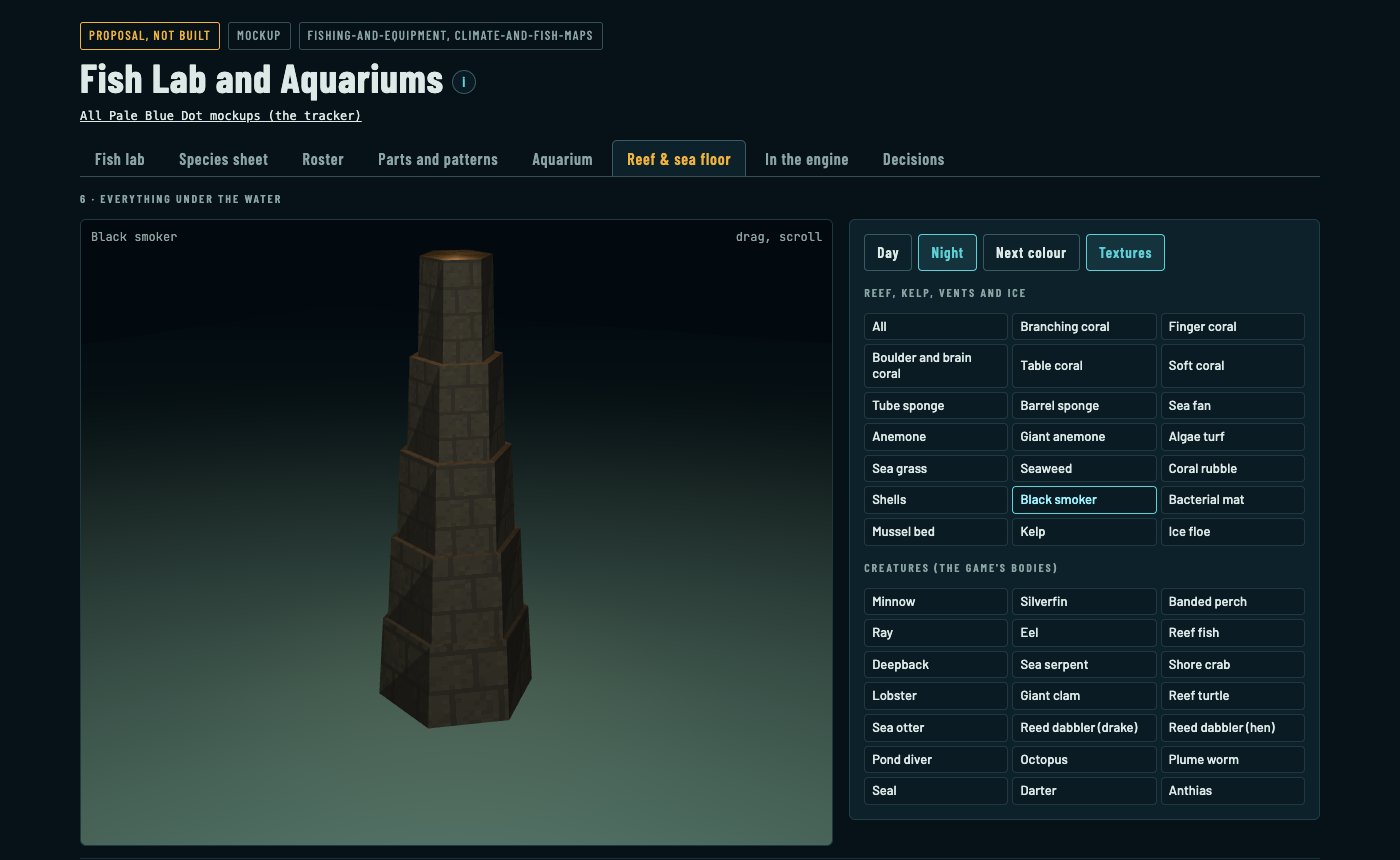 PROPOSAL, NOT BUILT
MOCKUP
FISHING-AND-EQUIPMENT, CLIMATE-AND-FISH-MAPS
Fish Lab and Aquariums i
All Pale Blue Dot mockups (the tracker)
Fish lab
Species sheet
Roster
Parts and patterns
Aquarium
Reef & sea floor
In the engine
Decisions
6 · EVERYTHING UNDER THE WATER
Black smoker
drag, scroll
Day
Night
Next colour
Textures
REEF, KELP, VENTS AND ICE
All
Branching coral
Finger coral
Boulder and brain
coral
Table coral
Soft coral
Tube sponge
Barrel sponge
Sea fan
Anemone
Giant anemone
Algae turf
Sea grass
Seaweed
Coral rubble
Shells
Black smoker
Bacterial mat
Mussel bed
Kelp
Ice floe
CREATURES (THE GAME'S BODIES)
Minnow
Silverfin
Banded perch
Ray
Eel
Reef fish
Deepback
Sea serpent
Shore crab
Lobster
Giant clam
Reef turtle
Sea otter
Reed dabbler (drake)
Reed dabbler (hen)
Pond diver
Octopus
Plume worm
Seal
Darter
Anthias